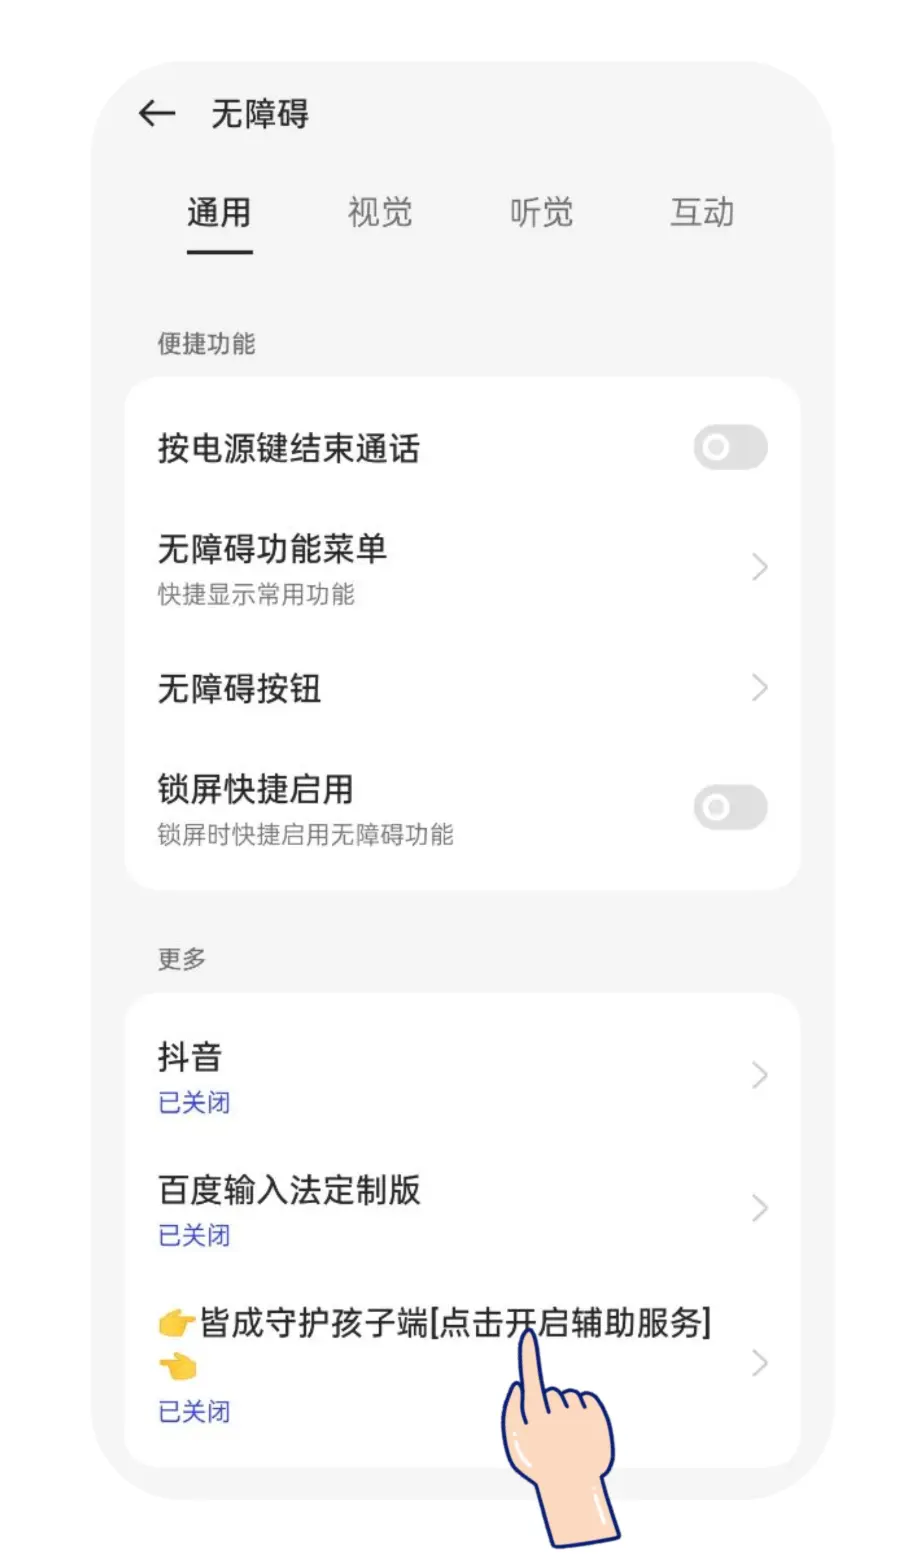 无障碍
通用 视觉 听觉 互动
便捷功能
按电源键结束通话
无障碍功能菜单
快捷显示常用功能
无障碍按钮
锁屏快捷启用
锁屏时快捷启用无障碍功能
更多
抖音
已关闭
百度输入法定制版
已关闭
👉皆成守护孩子端[点击开启辅助服务]
👈
已关闭